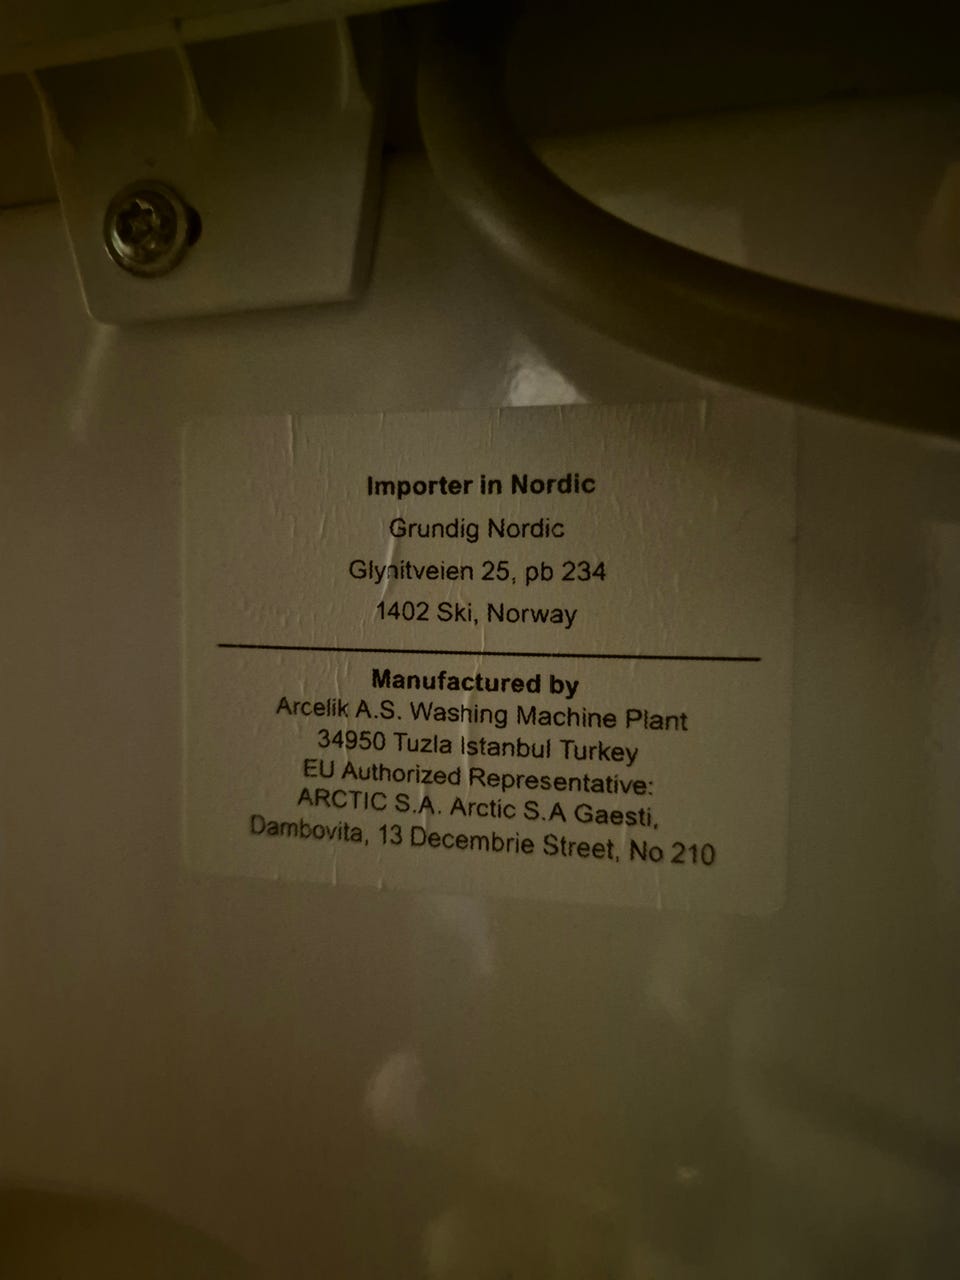 Importer in Nordic
Grundig Nordic
Glynitveien 25, pb 234
1402 Ski, Norway
Manufactured by
Arcelik A.S. Washing Machine Plant
34950 Tuzla Istanbul Turkey
EU Authorized Representative:
ARCTIC S.A. Arctic S.A Gaesti,
Dambovita, 13 Decembrie Street, No 210